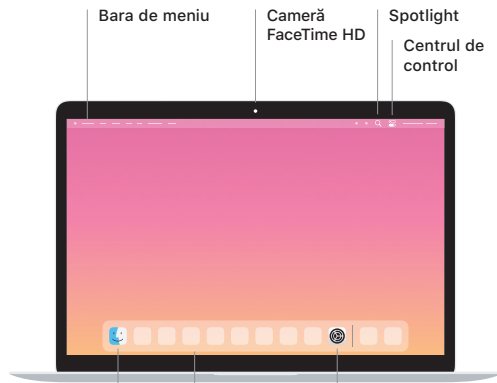 Bara de meniu
Cameră
FaceTime HD
Spotlight
Centrul de
control